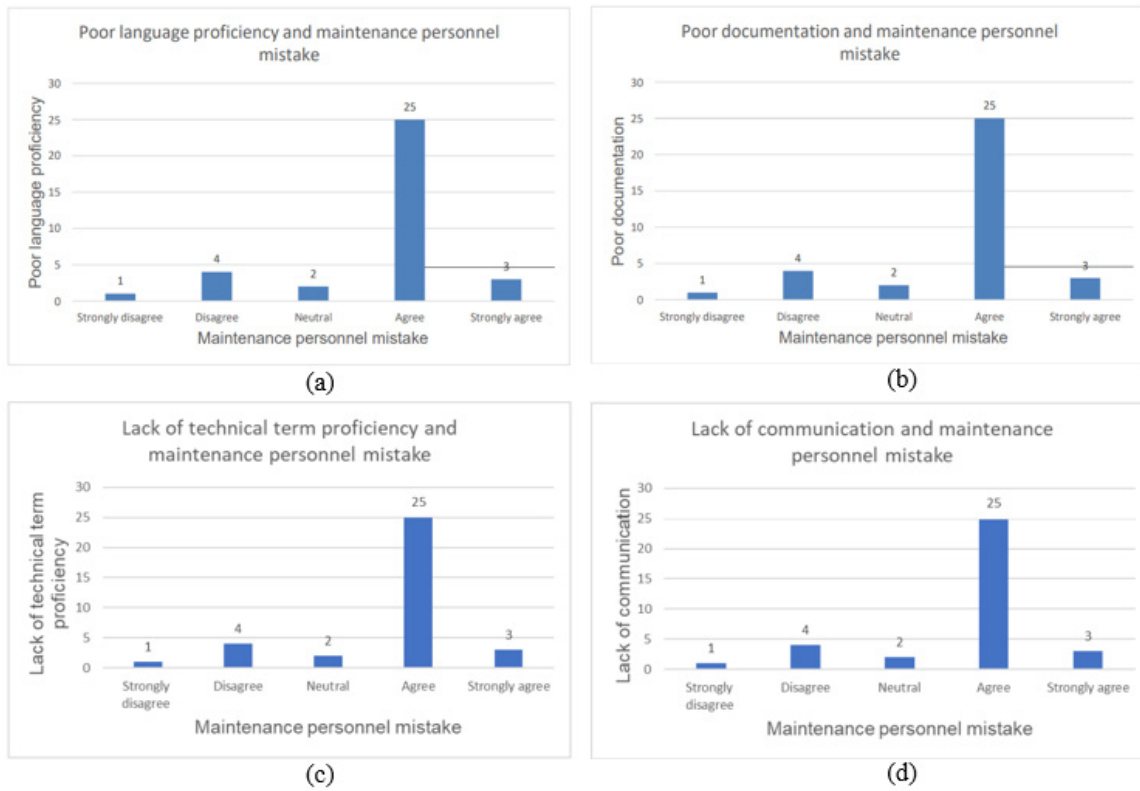 Poor language proficiency and maintenance personnel
mistake
Poor language proficiency
30
25
20
15
10
5
0
1
4
2
25
3
Strongly disagree
Disagree
Neutral
Agree
Strongly agree
Maintenance personnel mistake
(a)
Poor documentation and maintenance personnel
mistake
Poor documentation
30
25
20
15
10
5
0
1
4
2
25
3
Strongly disagree
Disagree
Neutral
Agree
Strongly agree
Maintenance personnel mistake
(b)
Lack of technical term proficiency and
maintenance personnel mistake
Lack of technical term
proficiency
30
25
20
15
10
5
0
1
4
2
25
3
Strongly
disagree
Disagree
Neutral
Agree
Strongly agree
Maintenance personnel mistake
(c)
Lack of communication and maintenance
personnel mistake
Lack of communication
30
25
20
15
10
5
0
1
4
2
25
3
Strongly
disagree
Disagree
Neutral
Agree
Strongly agree
Maintenance personnel mistake
(d)